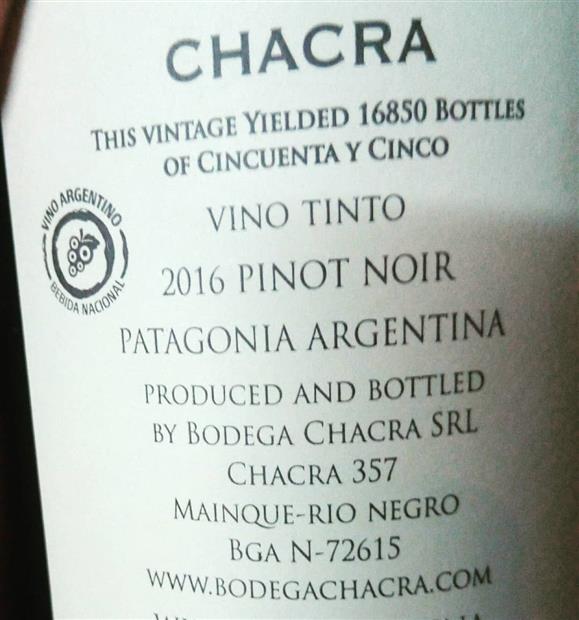 CHACRA
THIS VINTAGE YIELDED 16850 BOTTLES
OF CINCUENTA Y CINCO
VINO ARGENTINO
BEBIDA NACIONAL
VINO TINTO
2016 PINOT NOIR
PATAGONIA ARGENTINA
PRODUCED AND BOTTLED
BY BODEGA CHACRA SRL
CHACRA 357
MAINQUE-RIO NEGRO
BGA N-72615
WWW.BODEGACHACRA.COM